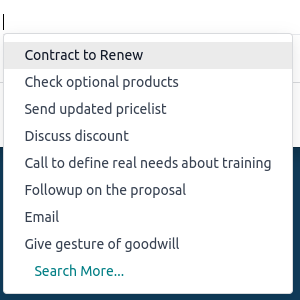 Contract to Renew
Check optional products
Send updated pricelist
Discuss discount
Call to define real needs about training
Followup on the proposal
Email
Give gesture of goodwill
Search More...